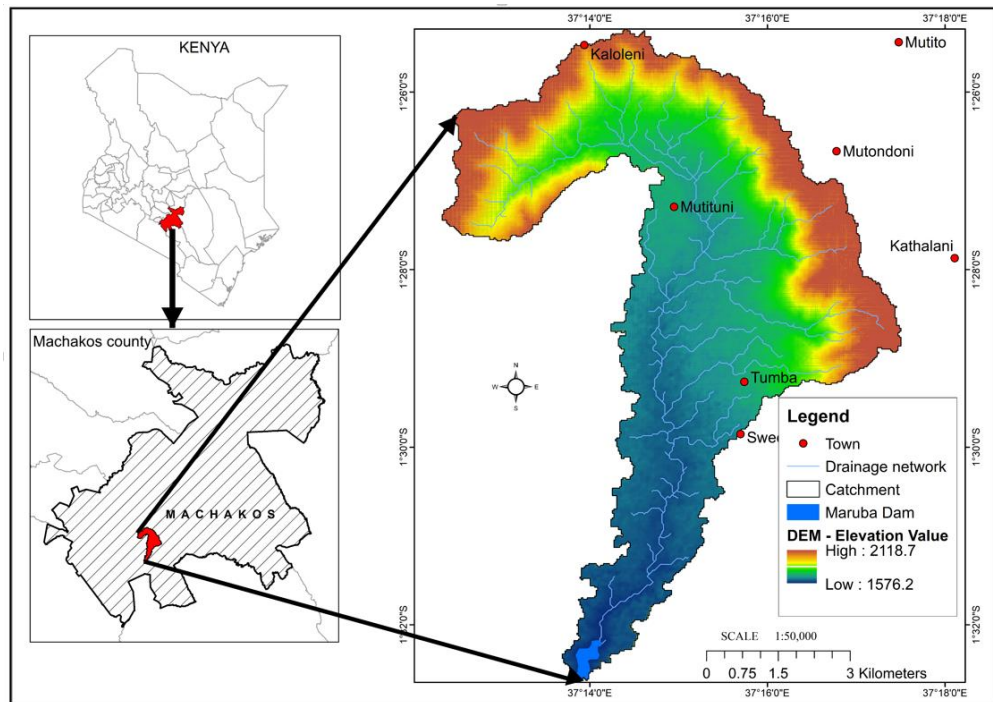 KENYA
Machakos county
MACHAKOS
37°14'0"E
37°16'0"E
37°18'0"E
1°26'0"S
1°28'0"S
1°30'0"S
1°32'0"S
1°26'0"S
1°28'0"S
1°30'0"S
1°32'0"S
Kaloleni
Mutito
Mutondoni
Mutituni
Kathalani
Tumba
Swee
N
W E
S
Legend
Town
Drainage network
Catchment
Maruba Dam
DEM - Elevation Value
High : 2118.7
Low : 1576.2
SCALE 1:50,000
0 0.75 1.5 3 Kilometers
37°14'0"E
37°16'0"E
37°18'0"E